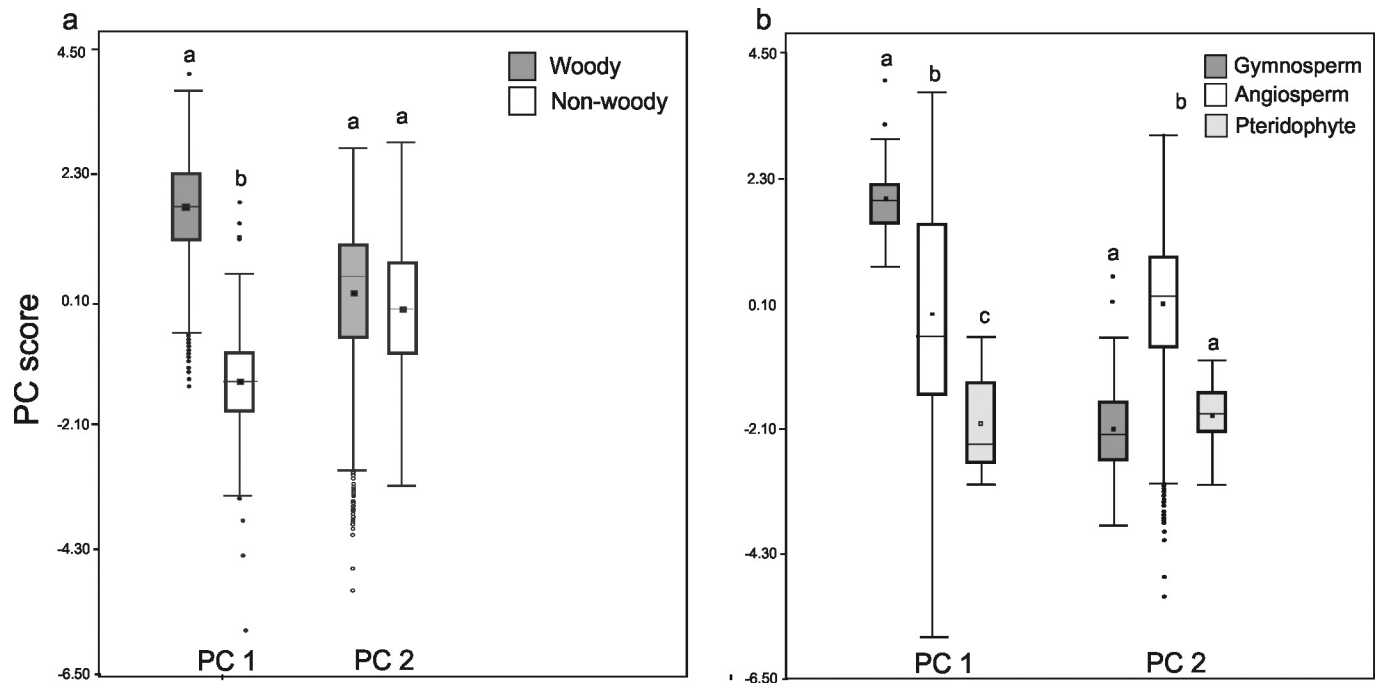 a
4.50
2.30
0.10
-2.10
-4.30
-6.50
PC score
a
b
a
a
Woody
Non-woody
PC 1
PC 2
b
4.50
2.30
0.10
-2.10
-4.30
-6.50
a
b
c
a
b
a
Gymnosperm
Angiosperm
Pteridophyte
PC 1
PC 2